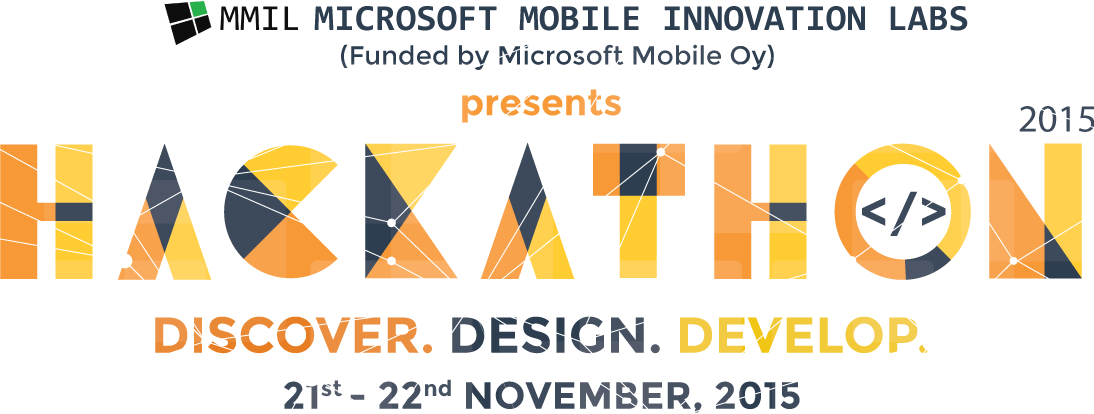 MMIL MICROSOFT MOBILE INNOVATION LABS
(Funded by Microsoft Mobile Oy)
presents
2015
HACKATHON
</>
DISCOVER. DESIGN. DEVELOP.
21st - 22nd NOVEMBER, 2015